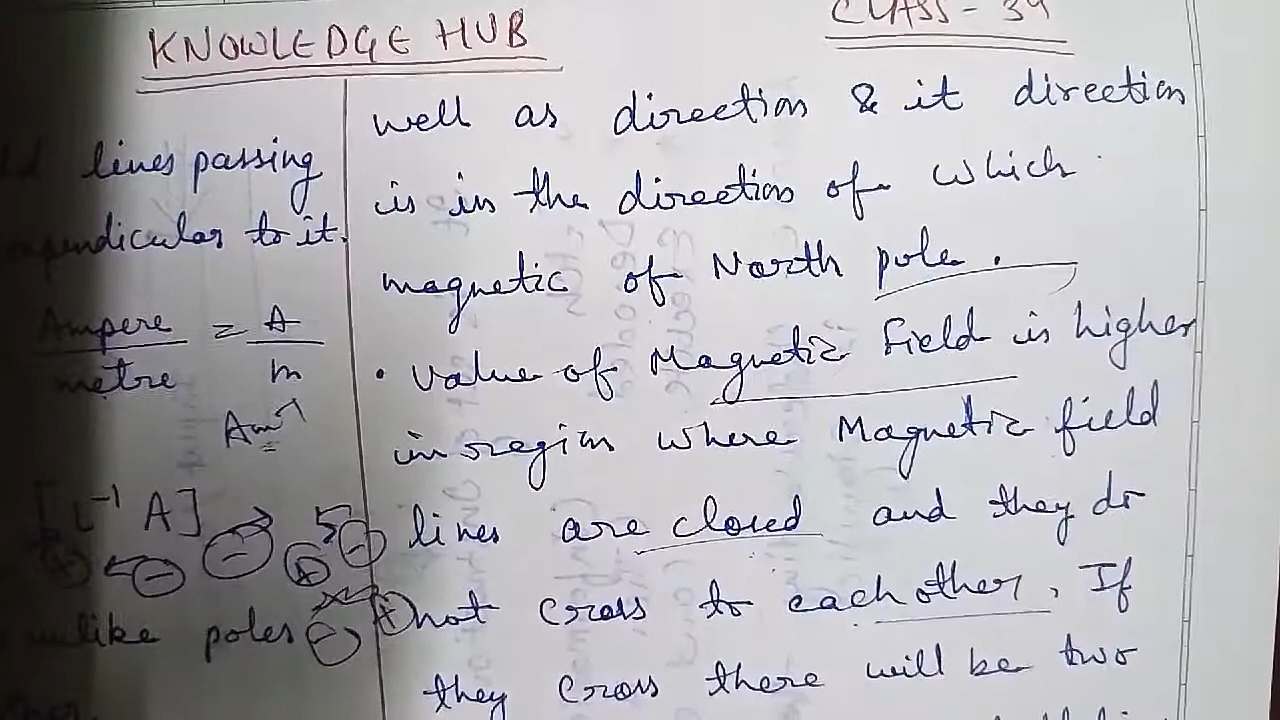 KNOWLEDGE HUB
CLASS - 39
lines passing
perpendicular to it.
Ampere = A
metre m
Am⁻¹
[L⁻¹ A]
unlike poles
well as direction & it direction
is in the direction of which
magnetic of North pole.
• Value of Magnetic Field is higher
in region where Magnetic field
lines are closed and they do
not cross to each other, If
they cross there will be two